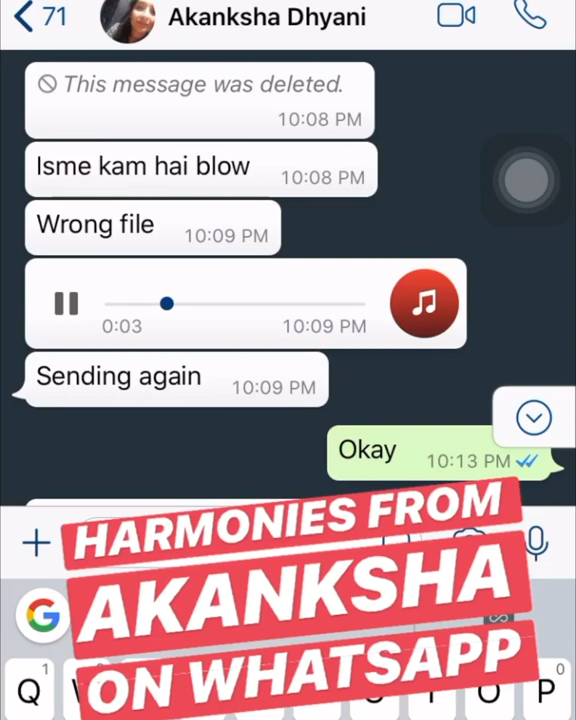 71
Akanksha Dhyani
This message was deleted.
10:08 PM
Isme kam hai blow
10:08 PM
Wrong file
10:09 PM
0:03
10:09 PM
Sending again
10:09 PM
Okay
10:13 PM
HARMONIES FROM
AKANKSHA
ON WHATSAPP
G
Q 1 O P 0